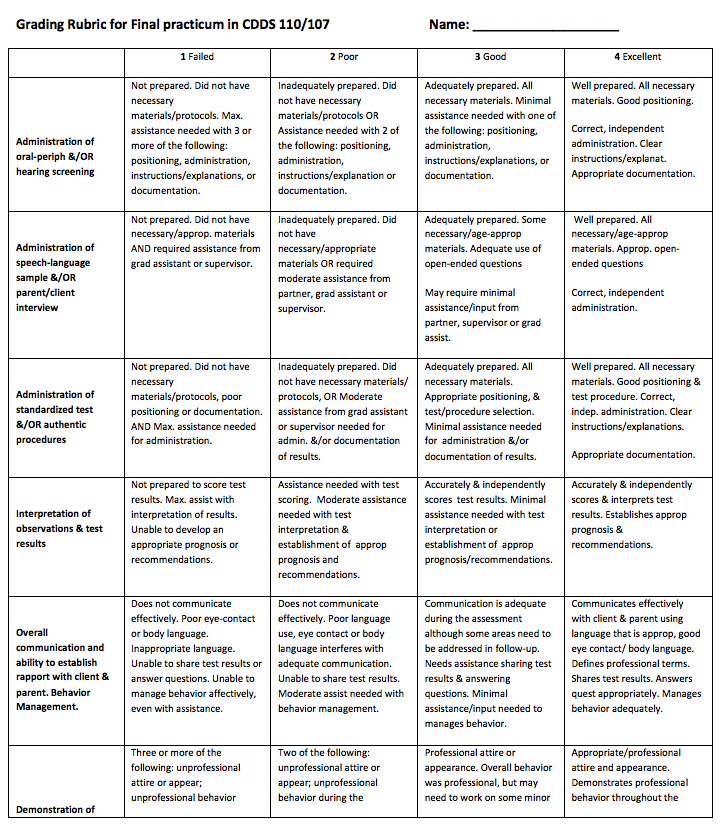 Grading Rubric for Final practicum in CDDS 110/107 Name: ____________________
1 Failed
2 Poor
3 Good
4 Excellent
Administration of
oral-periph &/OR
hearing screening
Not prepared. Did not have
necessary
materials/protocols. Max.
assistance needed with 3 or
more of the following:
positioning, administration,
instructions/explanations, or
documentation.
Inadequately prepared. Did
not have necessary
materials/protocols OR
Assistance needed with 2 of
the following: positioning,
administration,
instructions/explanation or
documentation.
Adequately prepared. All
necessary materials. Minimal
assistance needed with one of
the following: positioning,
administration,
instructions/explanations, or
documentation.
Well prepared. All necessary
materials. Good positioning.
Correct, independent
administration. Clear
instructions/explanat.
Appropriate documentation.
Administration of
speech-language
sample &/OR
parent/client
interview
Not prepared. Did not have
necessary/approp. materials
AND required assistance from
grad assistant or supervisor.
Inadequately prepared. Did
not have
necessary/appropriate
materials OR required
moderate assistance from
partner, grad assistant or
supervisor.
Adequately prepared. Some
necessary/age-approp
materials. Adequate use of
open-ended questions
May require minimal
assistance/input from
partner, supervisor or grad
assist.
Well prepared. All
necessary/age-approp
materials. Approp. open-
ended questions
Correct, independent
administration.
Administration of
standardized test
&/OR authentic
procedures
Not prepared. Did not have
necessary
materials/protocols, poor
positioning or documentation.
AND Max. assistance needed
for administration.
Inadequately prepared. Did
not have necessary materials/
protocols, OR Moderate
assistance from grad assistant
or supervisor needed for
admin. &/or documentation
of results.
Adequately prepared. All
necessary materials.
Appropriate positioning, &
test/procedure selection.
Minimal assistance needed
for administration &/or
documentation of results.
Well prepared. All necessary
materials. Good positioning &
test procedure. Correct,
indep. administration. Clear
instructions/explanations.
Appropriate documentation.
Interpretation of
observations & test
results
Not prepared to score test
results. Max. assist with
interpretation of results.
Unable to develop an
appropriate prognosis or
recommendations.
Assistance needed with test
scoring. Moderate assistance
needed with test
interpretation &
establishment of approp
prognosis and
recommendations.
Accurately & independently
scores test results. Minimal
assistance needed with test
interpretation or
establishment of approp
prognosis/recommendations.
Accurately & independently
scores & interprets test
results. Establishes approp
prognosis &
recommendations.
Overall
communication and
ability to establish
rapport with client &
parent. Behavior
Management.
Does not communicate
effectively. Poor eye-contact
or body language.
Inappropriate language.
Unable to share test results or
answer questions. Unable to
manage behavior affectively,
even with assistance.
Does not communicate
effectively. Poor language
use, eye contact or body
language interferes with
adequate communication.
Unable to share test results.
Moderate assist needed with
behavior management.
Communication is adequate
during the assessment
although some areas need to
be addressed in follow-up.
Needs assistance sharing test
results & answering
questions. Minimal
assistance/input needed to
manages behavior.
Communicates effectively
with client & parent using
language that is approp, good
eye contact/ body language.
Defines professional terms.
Shares test results. Answers
quest appropriately. Manages
behavior adequately.
Demonstration of
Three or more of the
following: unprofessional
attire or appear;
unprofessional behavior
Two of the following:
unprofessional attire or
appear; unprofessional
behavior during the
Professional attire or
appearance. Overall behavior
was professional, but may
need to work on some minor
Appropriate/professional
attire and appearance.
Demonstrates professional
behavior throughout the